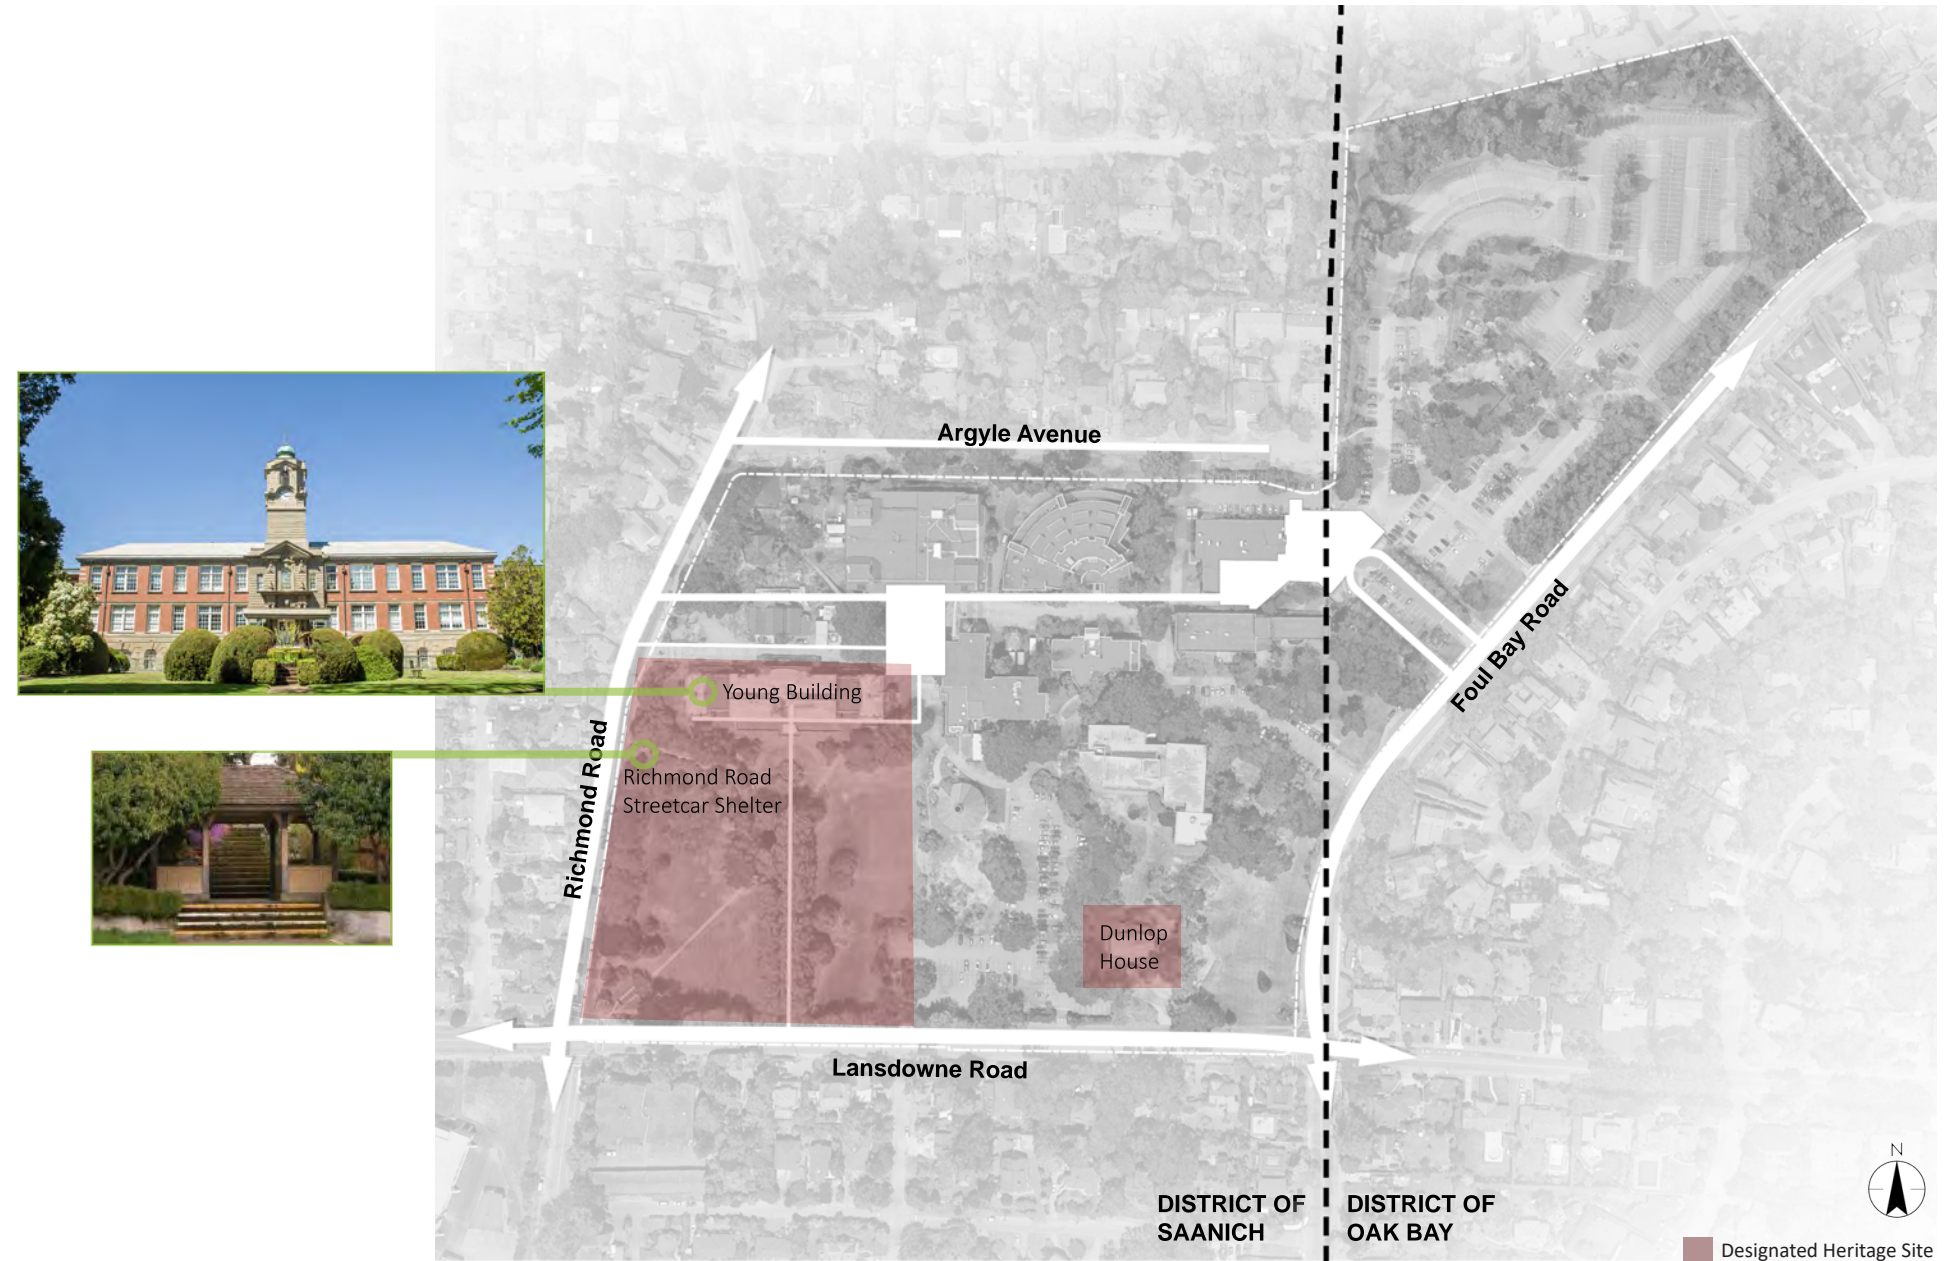 Argyle Avenue
Foul Bay Road
Young Building
Richmond Road
Richmond Road
Streetcar Shelter
Dunlop
House
Lansdowne Road
N
DISTRICT OF
SAANICH
DISTRICT OF
OAK BAY
Designated Heritage Site